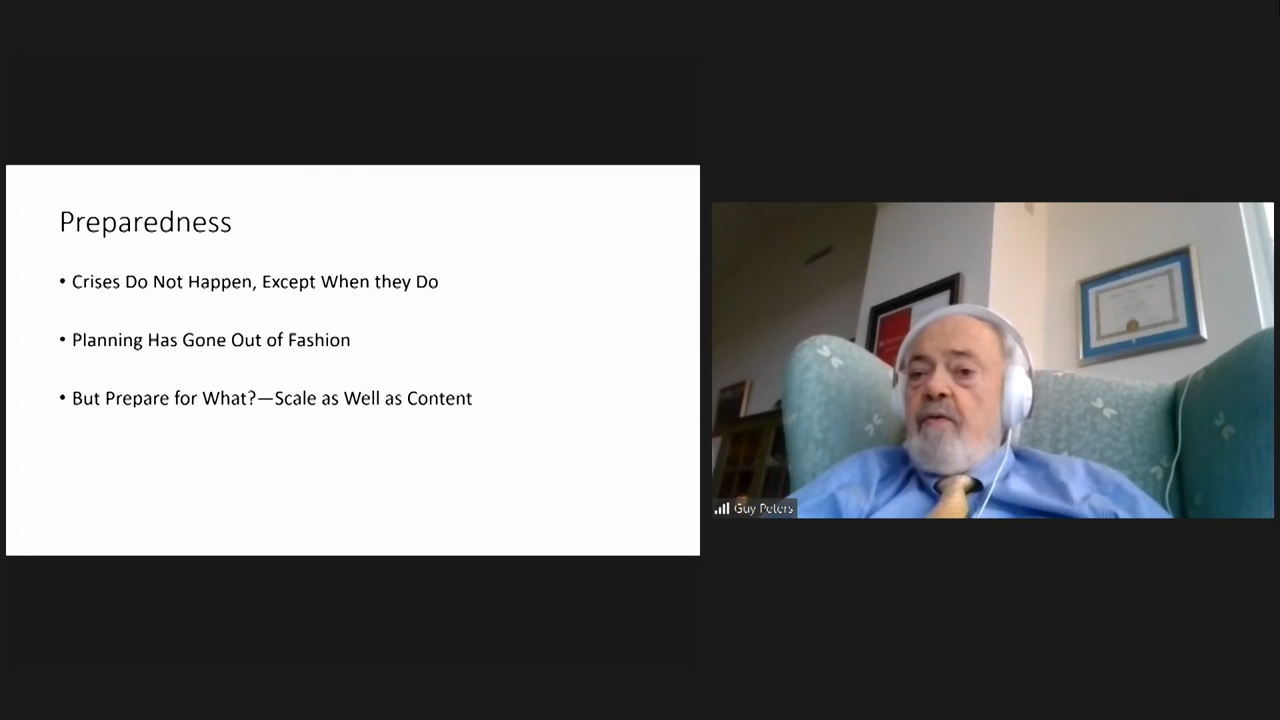 Preparedness
• Crises Do Not Happen, Except When they Do
• Planning Has Gone Out of Fashion
• But Prepare for What?—Scale as Well as Content
Guy Peters